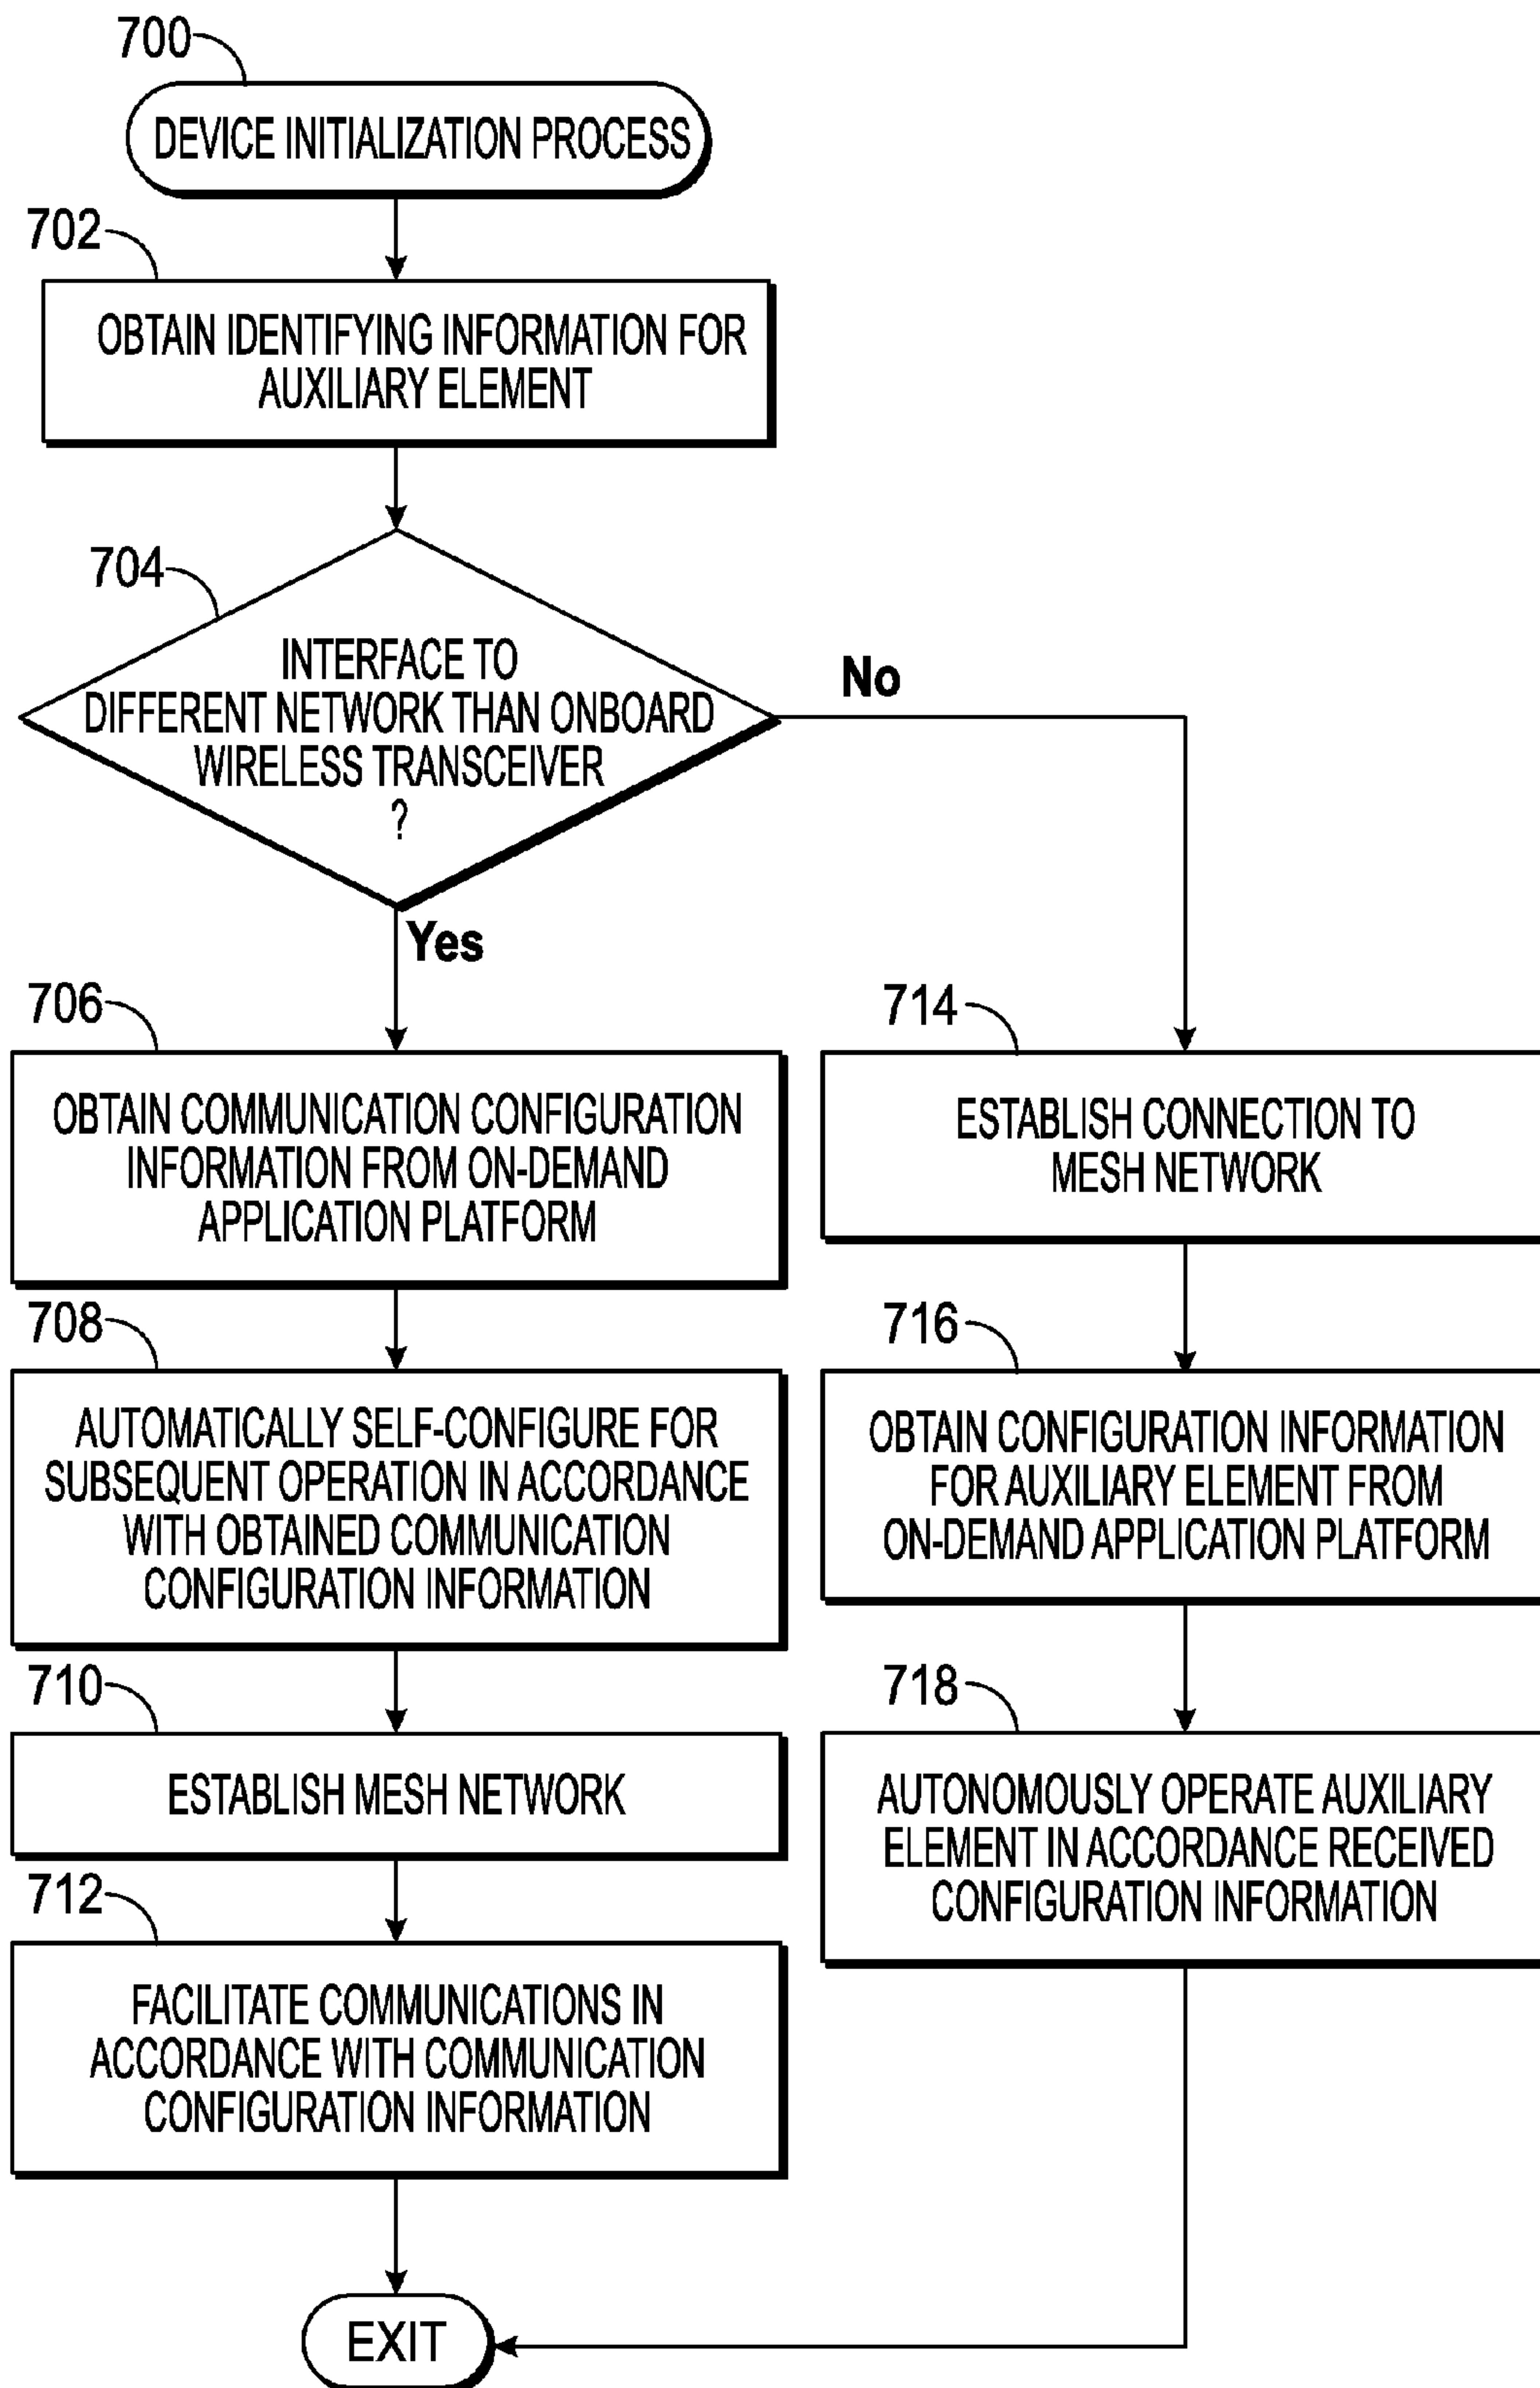 700
DEVICE INITIALIZATION PROCESS
702
OBTAIN IDENTIFYING INFORMATION FOR
AUXILIARY ELEMENT
704
INTERFACE TO
DIFFERENT NETWORK THAN ONBOARD
WIRELESS TRANSCEIVER
?
No
Yes
706
OBTAIN COMMUNICATION CONFIGURATION
INFORMATION FROM ON-DEMAND
APPLICATION PLATFORM
708
AUTOMATICALLY SELF-CONFIGURE FOR
SUBSEQUENT OPERATION IN ACCORDANCE
WITH OBTAINED COMMUNICATION
CONFIGURATION INFORMATION
710
ESTABLISH MESH NETWORK
712
FACILITATE COMMUNICATIONS IN
ACCORDANCE WITH COMMUNICATION
CONFIGURATION INFORMATION
714
ESTABLISH CONNECTION TO
MESH NETWORK
716
OBTAIN CONFIGURATION INFORMATION
FOR AUXILIARY ELEMENT FROM
ON-DEMAND APPLICATION PLATFORM
718
AUTONOMOUSLY OPERATE AUXILIARY
ELEMENT IN ACCORDANCE RECEIVED
CONFIGURATION INFORMATION
EXIT